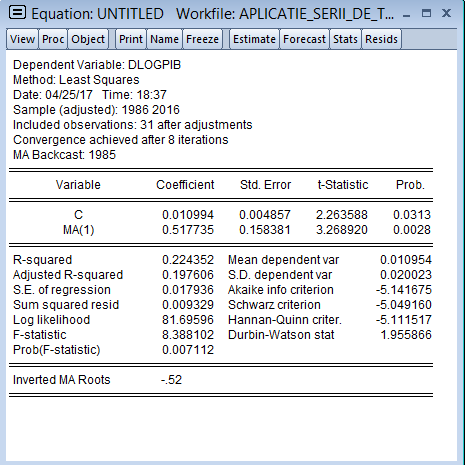 Equation: UNTITLED Workfile: APLICATIE_SERII_DE_T...
View Proc Object Print Name Freeze Estimate Forecast Stats Resids
Dependent Variable: DLOGPIB
Method: Least Squares
Date: 04/25/17 Time: 18:37
Sample (adjusted): 1986 2016
Included observations: 31 after adjustments
Convergence achieved after 8 iterations
MA Backcast: 1985
Variable Coefficient Std. Error t-Statistic Prob.
C 0.010994 0.004857 2.263588 0.0313
MA(1) 0.517735 0.158381 3.268920 0.0028
R-squared 0.224352 Mean dependent var 0.010954
Adjusted R-squared 0.197606 S.D. dependent var 0.020023
S.E. of regression 0.017936 Akaike info criterion -5.141675
Sum squared resid 0.009329 Schwarz criterion -5.049160
Log likelihood 81.69596 Hannan-Quinn criter. -5.111517
F-statistic 8.388102 Durbin-Watson stat 1.955866
Prob(F-statistic) 0.007112
Inverted MA Roots -.52